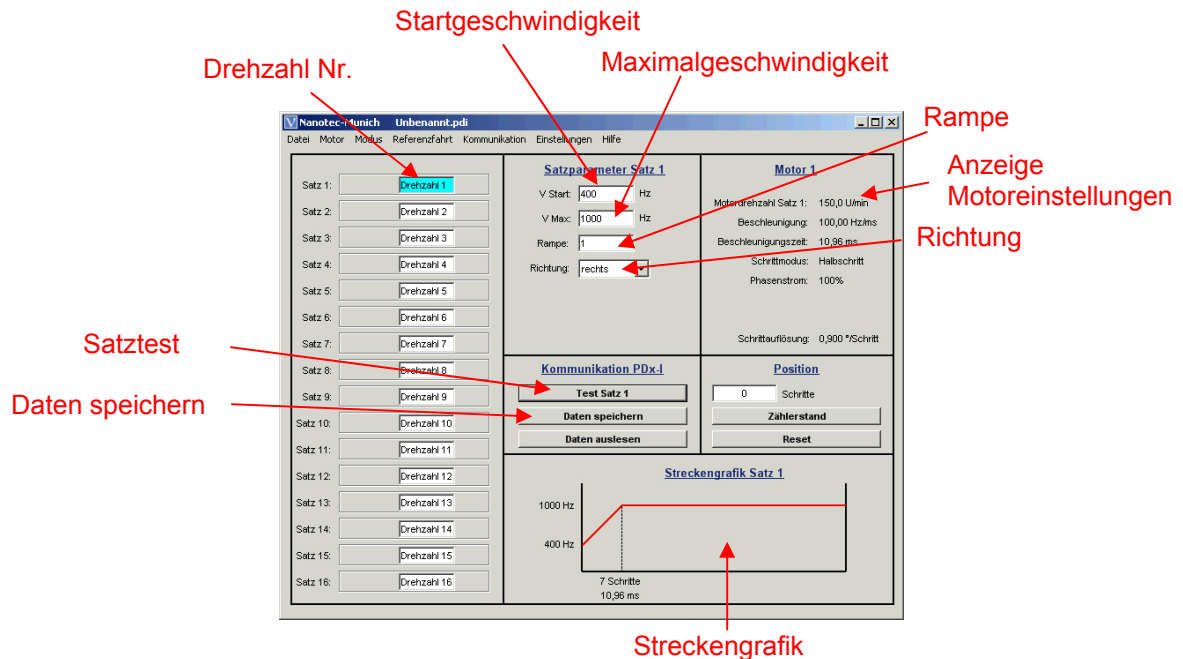 Startgeschwindigkeit
Maximalgeschwindigkeit
Drehzahl Nr.
Rampe
Anzeige
Motoreinstellungen
Richtung
Satztest
Daten speichern
Streckengrafik
Nanotec-Munich Unbenannt.pdi
Datei Motor Modus Referenzfahrt Kommunikation Einstellungen Hilfe
Satz 1: Drehzahl 1
Satz 2: Drehzahl 2
Satz 3: Drehzahl 3
Satz 4: Drehzahl 4
Satz 5: Drehzahl 5
Satz 6: Drehzahl 6
Satz 7: Drehzahl 7
Satz 8: Drehzahl 8
Satz 9: Drehzahl 9
Satz 10: Drehzahl 10
Satz 11: Drehzahl 11
Satz 12: Drehzahl 12
Satz 13: Drehzahl 13
Satz 14: Drehzahl 14
Satz 15: Drehzahl 15
Satz 16: Drehzahl 16
Satzparameter Satz 1
V Start: 400 Hz
V Max: 1000 Hz
Rampe: 1
Richtung: rechts
Motor 1
Motordrehzahl Satz 1: 150,0 U/min
Beschleunigung: 100,00 Hz/ms
Beschleunigungszeit: 10,96 ms
Schrittmodus: Halbschritt
Phasenstrom: 100%
Schrittauflösung: 0,900 °/Schritt
Kommunikation PDx-I
Test Satz 1
Daten speichern
Daten auslesen
Position
0 Schritte
Zählerstand
Reset
Streckengrafik Satz 1
1000 Hz
400 Hz
7 Schritte
10,96 ms